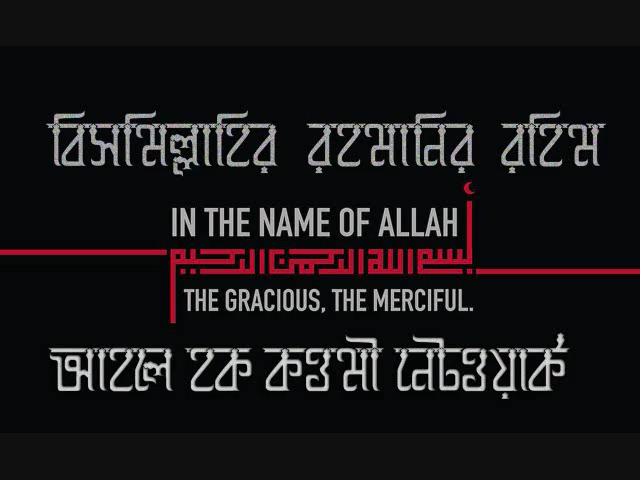 বিসমিল্লাহির রহমানির রহিম
IN THE NAME OF ALLAH
بسم الله الرحمن الرحيم
THE GRACIOUS, THE MERCIFUL.
আহলে হক কওমী নেটওয়ার্ক